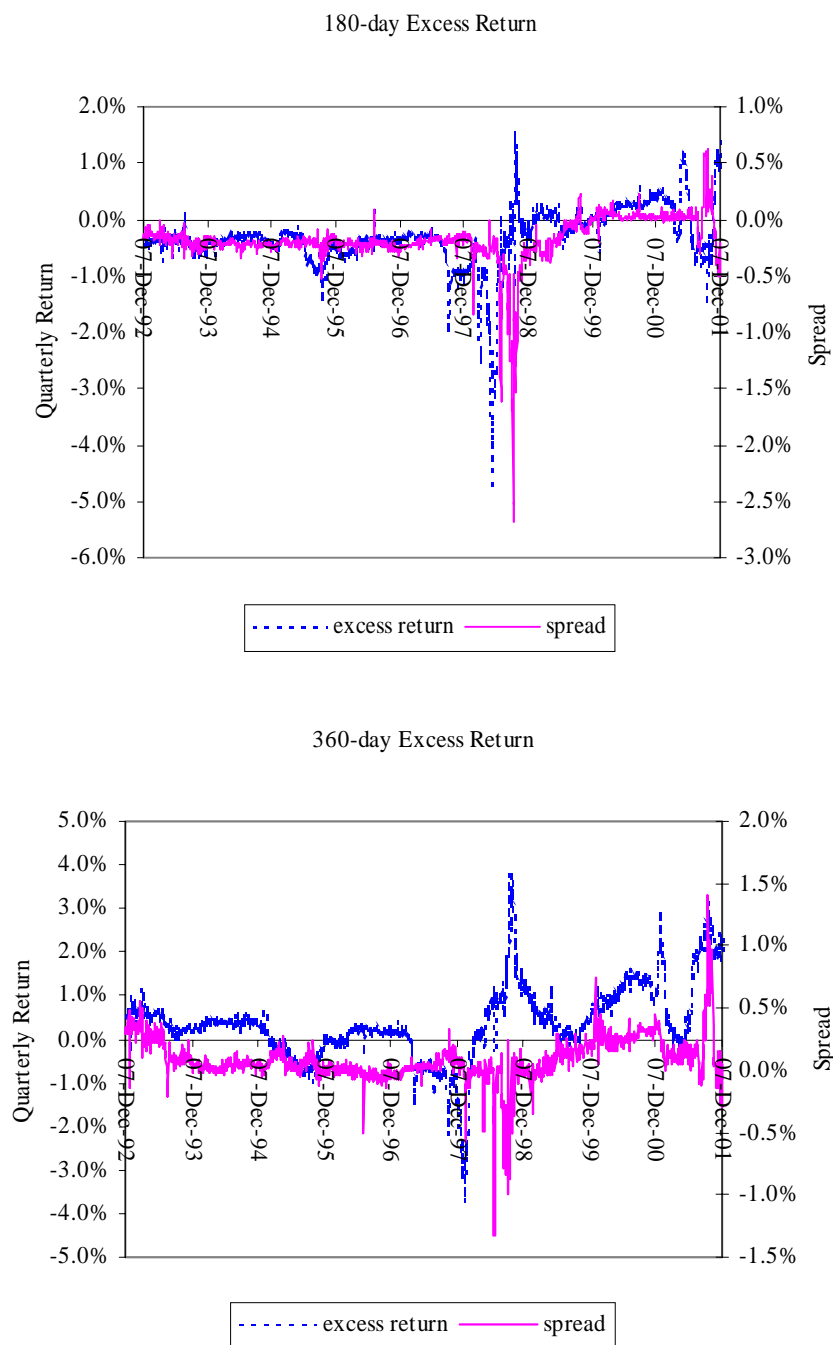 180-day Excess Return
2.0%
1.0%
0.0%
-1.0%
-2.0%
-3.0%
-4.0%
-5.0%
-6.0%
Quarterly Return
07-Dec-92
07-Dec-93
07-Dec-94
07-Dec-95
07-Dec-96
07-Dec-97
07-Dec-98
07-Dec-99
07-Dec-00
07-Dec-01
1.0%
0.5%
0.0%
-0.5%
-1.0%
-1.5%
-2.0%
-2.5%
-3.0%
Spread
excess return spread
360-day Excess Return
5.0%
4.0%
3.0%
2.0%
1.0%
0.0%
-1.0%
-2.0%
-3.0%
-4.0%
-5.0%
Quarterly Return
07-Dec-92
07-Dec-93
07-Dec-94
07-Dec-95
07-Dec-96
07-Dec-97
07-Dec-98
07-Dec-99
07-Dec-00
07-Dec-01
2.0%
1.5%
1.0%
0.5%
0.0%
-0.5%
-1.0%
-1.5%
Spread
excess return spread